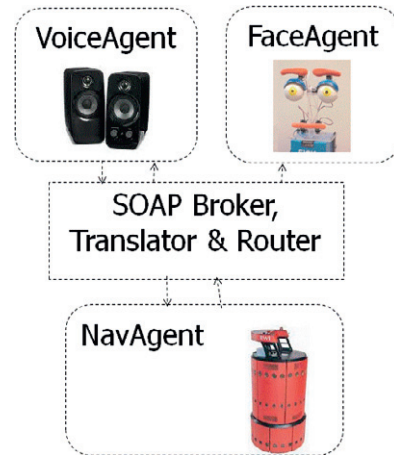 VoiceAgent
FaceAgent
SOAP Broker,
Translator & Router
NavAgent